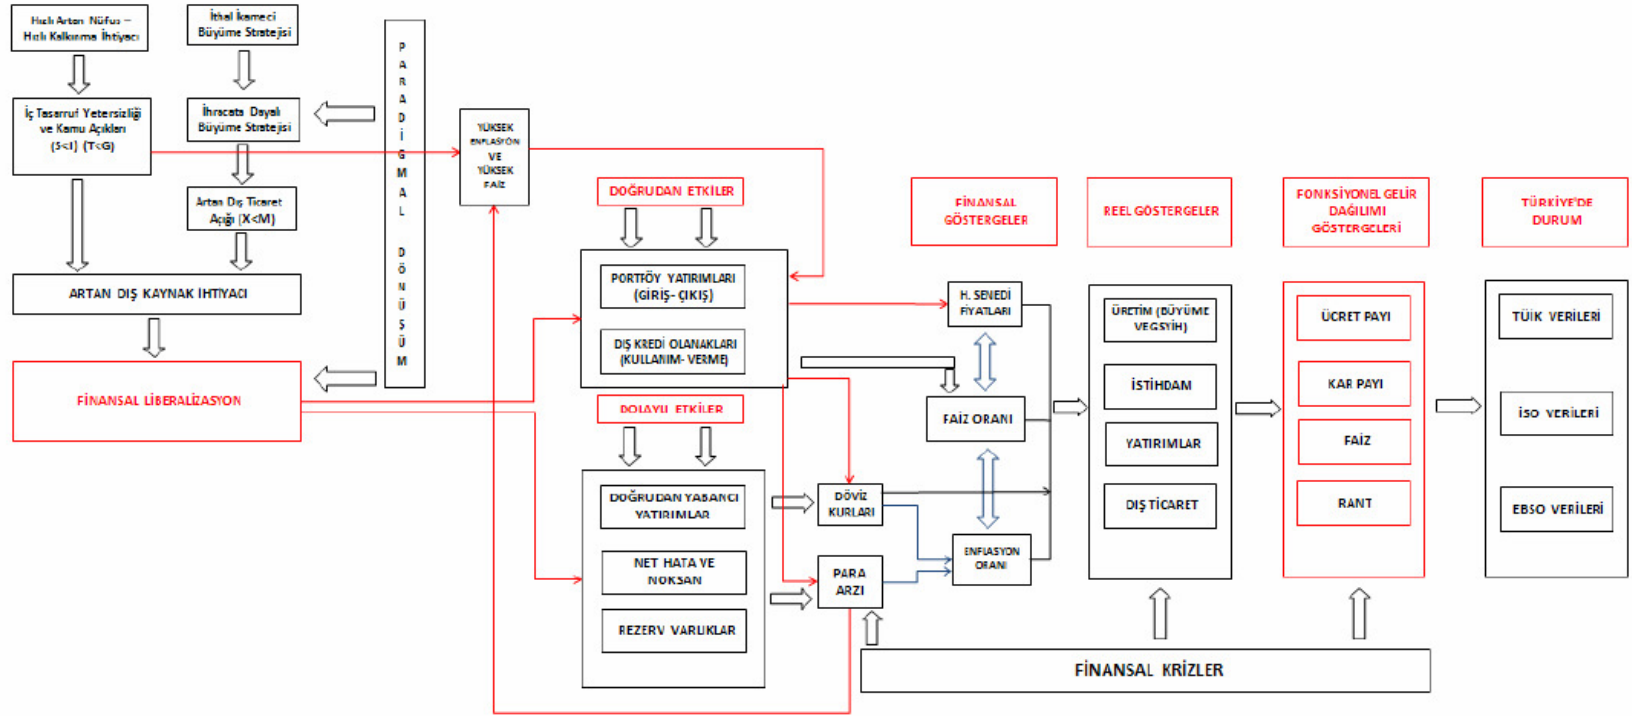 Hızlı Artan Nüfus –
Hızlı Kalkınma İhtiyacı
İthal İkameci
Büyüme Stratejisi
İç Tasarruf Yetersizliği
ve Kamu Açıkları
(S<I) (T<G)
İhracata Dayalı
Büyüme Stratejisi
Artan Dış Ticaret
Açığı (X<M)
ARTAN DIŞ KAYNAK İHTİYACI
FİNANSAL LİBERALİZASYON
PARADİGMAL DÖNÜŞÜM
YÜKSEK
ENFLASYON
VE
YÜKSEK
FAİZ
DOĞRUDAN ETKİLER
PORTFÖY YATIRIMLARI
(GİRİŞ- ÇIKIŞ)
DIŞ KREDİ OLANAKLARI
(KULLANIM- VERME)
DOLAYLI ETKİLER
DOĞRUDAN YABANCI
YATIRIMLAR
NET HATA VE
NOKSAN
REZERV VARLIKLAR
DÖVİZ
KURLARI
PARA
ARZI
FİNANSAL
GÖSTERGELER
H. SENEDİ
FİYATLARI
FAİZ ORANI
ENFLASYON
ORANI
REEL GÖSTERGELER
ÜRETİM (BÜYÜME
VEGSYİH)
İSTİHDAM
YATIRIMLAR
DIŞ TİCARET
FONKSİYONEL GELİR
DAĞILIMI
GÖSTERGELERİ
ÜCRET PAYI
KAR PAYI
FAİZ
RANT
TÜRKİYE'DE
DURUM
TÜİK VERİLERİ
İSO VERİLERİ
EBSO VERİLERİ
FİNANSAL KRİZLER